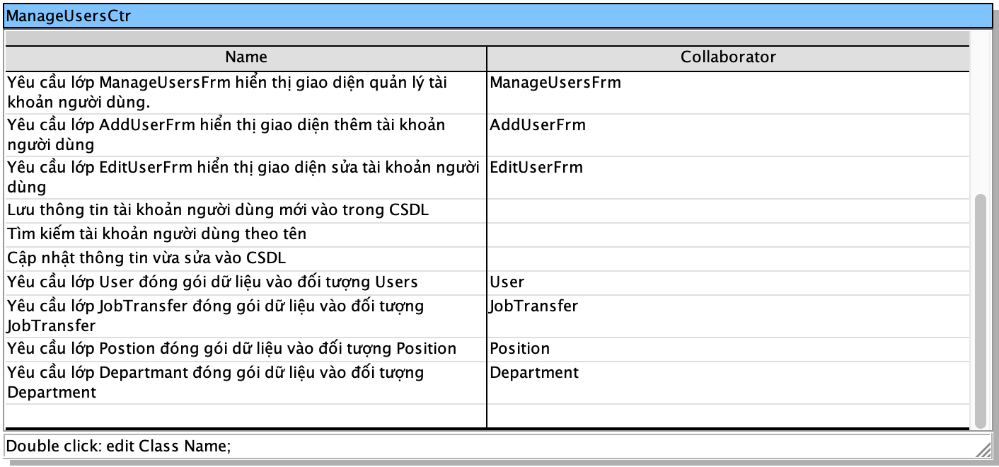 ManageUsersCtr
Name
Collaborator
Yêu cầu lớp ManageUsersFrm hiển thị giao diện quản lý tài
khoản người dùng.
ManageUsersFrm
Yêu cầu lớp AddUserFrm hiển thị giao diện thêm tài khoản
người dùng
AddUserFrm
Yêu cầu lớp EditUserFrm hiển thị giao diện sửa tài khoản người
dùng
EditUserFrm
Lưu thông tin tài khoản người dùng mới vào trong CSDL
Tìm kiếm tài khoản người dùng theo tên
Cập nhật thông tin vừa sửa vào CSDL
Yêu cầu lớp User đóng gói dữ liệu vào đối tượng Users
User
Yêu cầu lớp JobTransfer đóng gói dữ liệu vào đối tượng
JobTransfer
JobTransfer
Yêu cầu lớp Postion đóng gói dữ liệu vào đối tượng Position
Position
Yêu cầu lớp Departmant đóng gói dữ liệu vào đối tượng
Department
Department
Double click: edit Class Name;